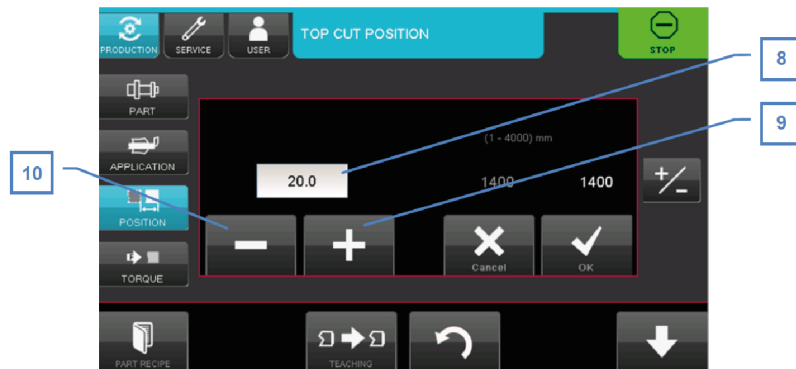 PRODUCTION
SERVICE
USER
TOP CUT POSITION
STOP
8
PART
(1 - 4000) mm
9
APPLICATION
10
20.0
1400
1400
+/-
POSITION
Cancel
OK
TORQUE
PART RECIPE
TEACHING